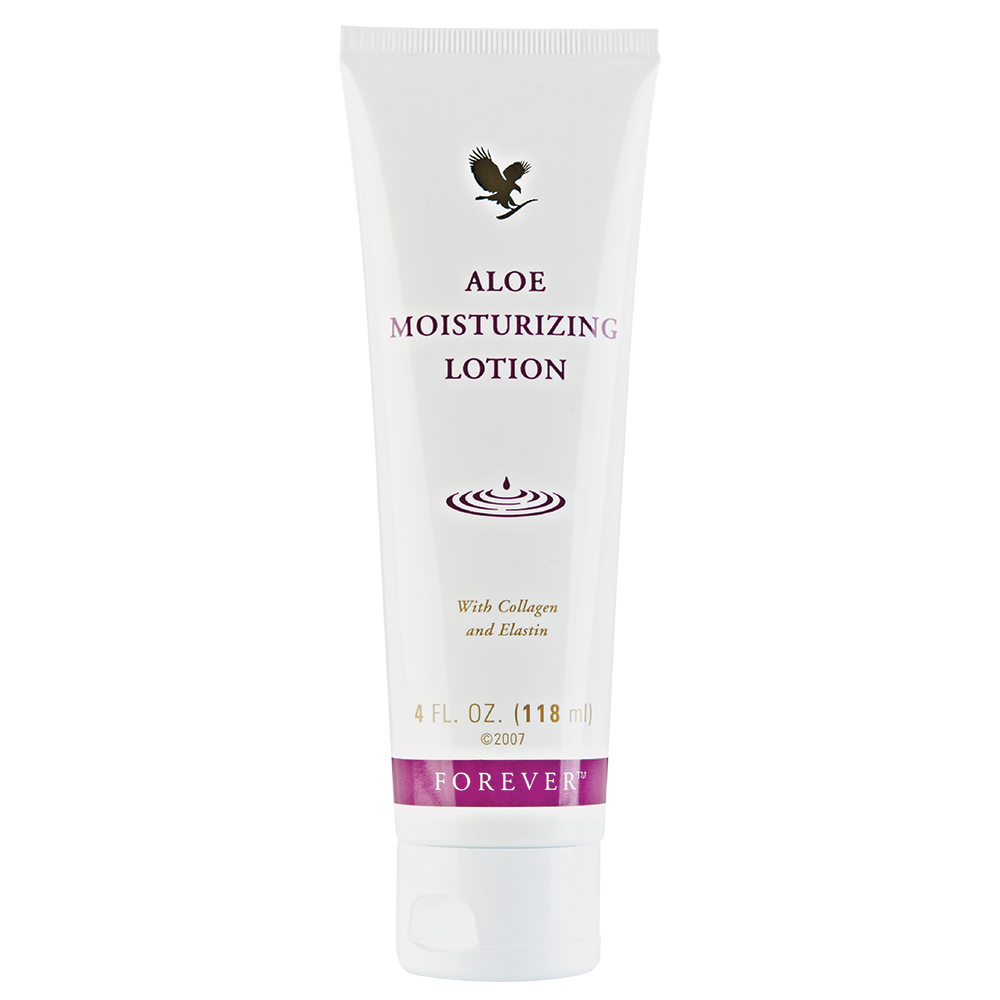 ALOE
MOISTURIZING
LOTION
With Collagen
and Elastin
4 FL. OZ. (118 ml)
©2007
FOREVER™